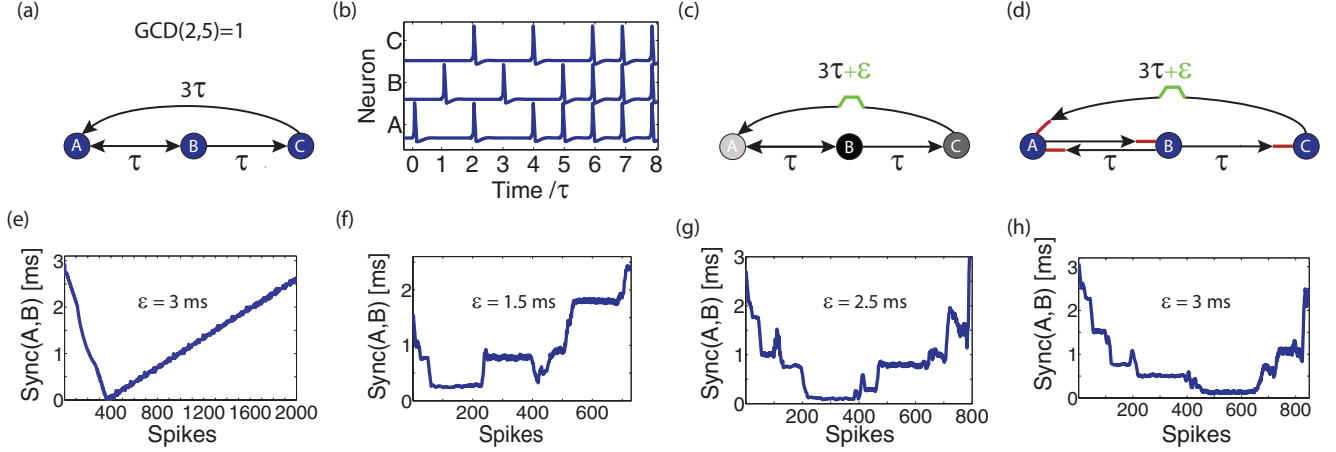 (a)
GCD(2,5)=1
3τ
A
B
C
τ
τ
(b)
Neuron
C
B
A
0 1 2 3 4 5 6 7 8
Time /τ
(c)
3τ+ε
A
B
C
τ
τ
(d)
3τ+ε
A
B
C
τ
τ
(e)
Sync(A,B) [ms]
3
2
1
0
ε = 3 ms
400 800 1200 1600 2000
Spikes
(f)
Sync(A,B) [ms]
2
1
0
ε = 1.5 ms
200 400 600
Spikes
(g)
Sync(A,B) [ms]
3
2
1
0
ε = 2.5 ms
200 400 600 800
Spikes
(h)
Sync(A,B) [ms]
3
2
1
0
ε = 3 ms
200 400 600 800
Spikes